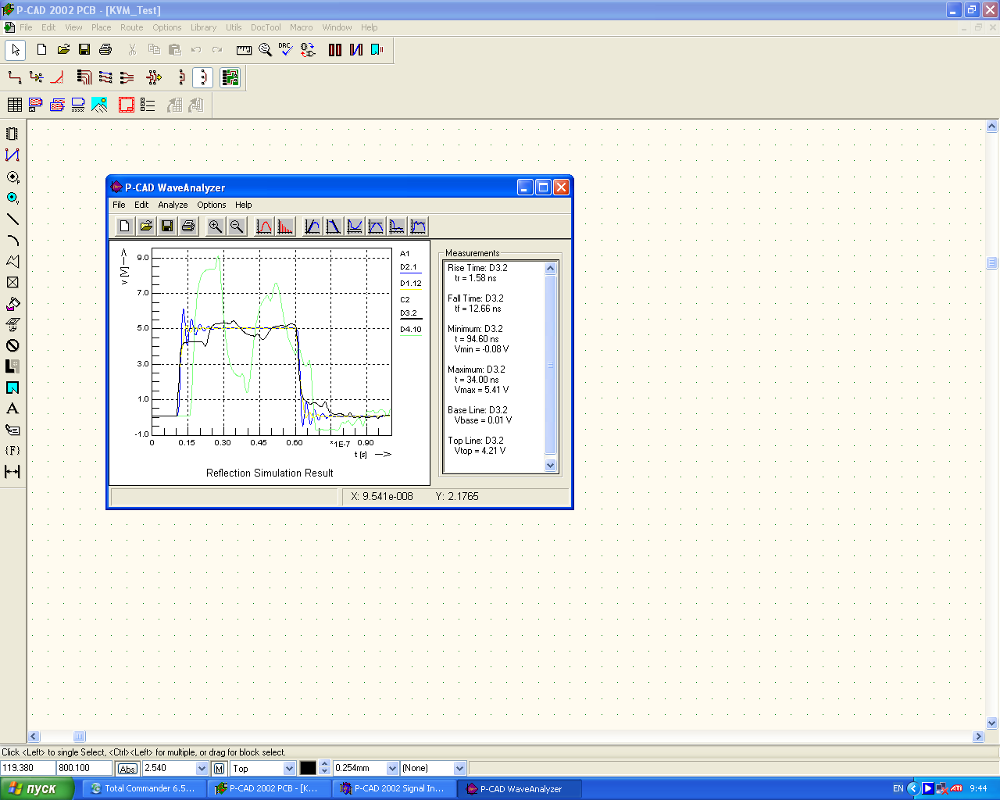 P-CAD 2002 PCB - [KVM_Test]
File Edit View Place Route Options Library Utils DocTool Macro Window Help
DRC
P-CAD WaveAnalyzer
File Edit Analyze Options Help
v [V]
9.0
7.0
5.0
3.0
1.0
-1.0
0 0.15 0.30 0.45 0.60 *1E-7 0.90
t [s]
Reflection Simulation Result
A1
D2.1
D1.12
C2
D3.2
D4.10
Measurements
Rise Time: D3.2
tr = 1.58 ns
Fall Time: D3.2
tf = 12.66 ns
Minimum: D3.2
t = 94.60 ns
Vmin = -0.08 V
Maximum: D3.2
t = 34.00 ns
Vmax = 5.41 V
Base Line: D3.2
Vbase = 0.01 V
Top Line: D3.2
Vtop = 4.21 V
X: 9.541e-008 Y: 2.1765
A
{F}
Click <Left> to single Select, <Ctrl><Left> for multiple, or drag for block select.
119.380 800.100 Abs 2.540 M Top 0.254mm (None)
пуск Total Commander 6.5... P-CAD 2002 PCB - [K... P-CAD 2002 Signal In... P-CAD WaveAnalyzer EN ATI 9:44